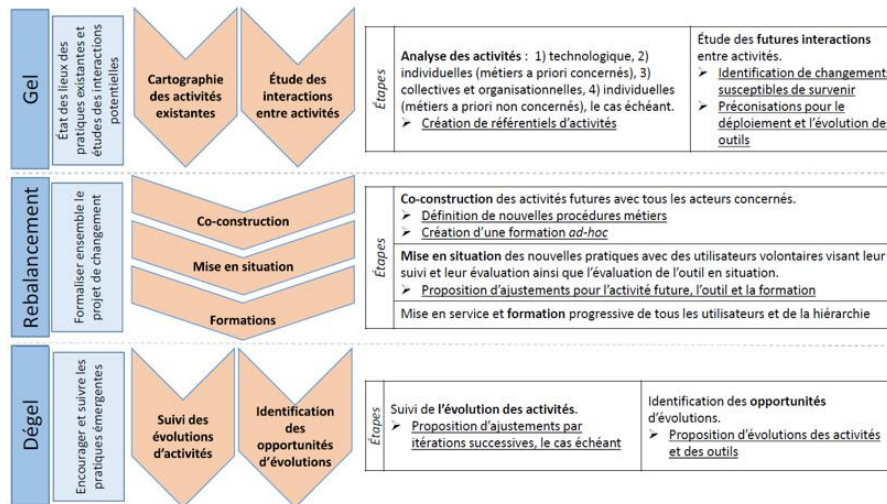 Gel
État des lieux des
pratiques existantes et
études des interactions
potentielles
Cartographie
des activités
existantes
Étude des
interactions
entre activités
Étapes
Analyse des activités : 1) technologique, 2)
individuelles (métiers a priori concernés), 3)
collectives et organisationnelles, 4) individuelles
(métiers a priori non concernés), le cas échéant.
➢ Création de référentiels d'activités
Étude des futures interactions
entre activités.
➢ Identification de changements
susceptibles de survenir
➢ Préconisations pour le
déploiement et l'évolution des
outils
Rebalancement
Formaliser ensemble le
projet de changement
Co-construction
Mise en situation
Formations
Étapes
Co-construction des activités futures avec tous les acteurs concernés.
➢ Définition de nouvelles procédures métiers
➢ Création d'une formation ad-hoc
Mise en situation des nouvelles pratiques avec des utilisateurs volontaires visant leur
suivi et leur évaluation ainsi que l'évaluation de l'outil en situation.
➢ Proposition d'ajustements pour l'activité future, l'outil et la formation
Mise en service et formation progressive de tous les utilisateurs et de la hiérarchie
Dégel
Encourager et suivre les
pratiques émergentes
Suivi des
évolutions
d'activités
Identification
des
opportunités
d'évolutions
Étapes
Suivi de l'évolution des activités.
➢ Proposition d'ajustements par
itérations successives, le cas échéant
Identification des opportunités
d'évolutions.
➢ Proposition d'évolutions des activités
et des outils